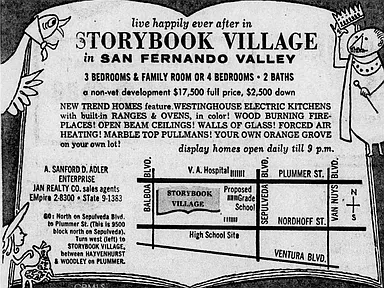 live happily ever after in
STORYBOOK VILLAGE
in SAN FERNANDO VALLEY
3 BEDROOMS & FAMILY ROOM OR 4 BEDROOMS • 2 BATHS
a non-vet development $17,500 full price, $2,500 down
NEW TREND HOMES feature WESTINGHOUSE ELECTRIC KITCHENS
with built-in RANGES & OVENS, in color! WOOD BURNING FIRE-
PLACES! OPEN BEAM CEILINGS! WALLS OF GLASS! FORCED AIR
HEATING! MARBLE TOP PULLMANS! YOUR OWN ORANGE GROVE
on your own lot!
display homes open daily till 9 p.m.
A. SANFORD D. ADLER
ENTERPRISE
JAN REALTY CO. sales agents
EMpire 2-8300 • STate 9-1383
GO: North on Sepulveda Blvd.
to Plummer St. (This is 9500
block north on Sepulveda).
Turn west (left) to
STORYBOOK VILLAGE,
between HAYVENHURST
& WOODLEY on PLUMMER.
BALBOA BLVD.
V. A. Hospital
PLUMMER ST.
STORYBOOK
VILLAGE
Proposed
Grade
School
SEPULVEDA BLVD.
VAN NUYS BLVD.
N
S
NORDHOFF ST.
High School Site
VENTURA BLVD.